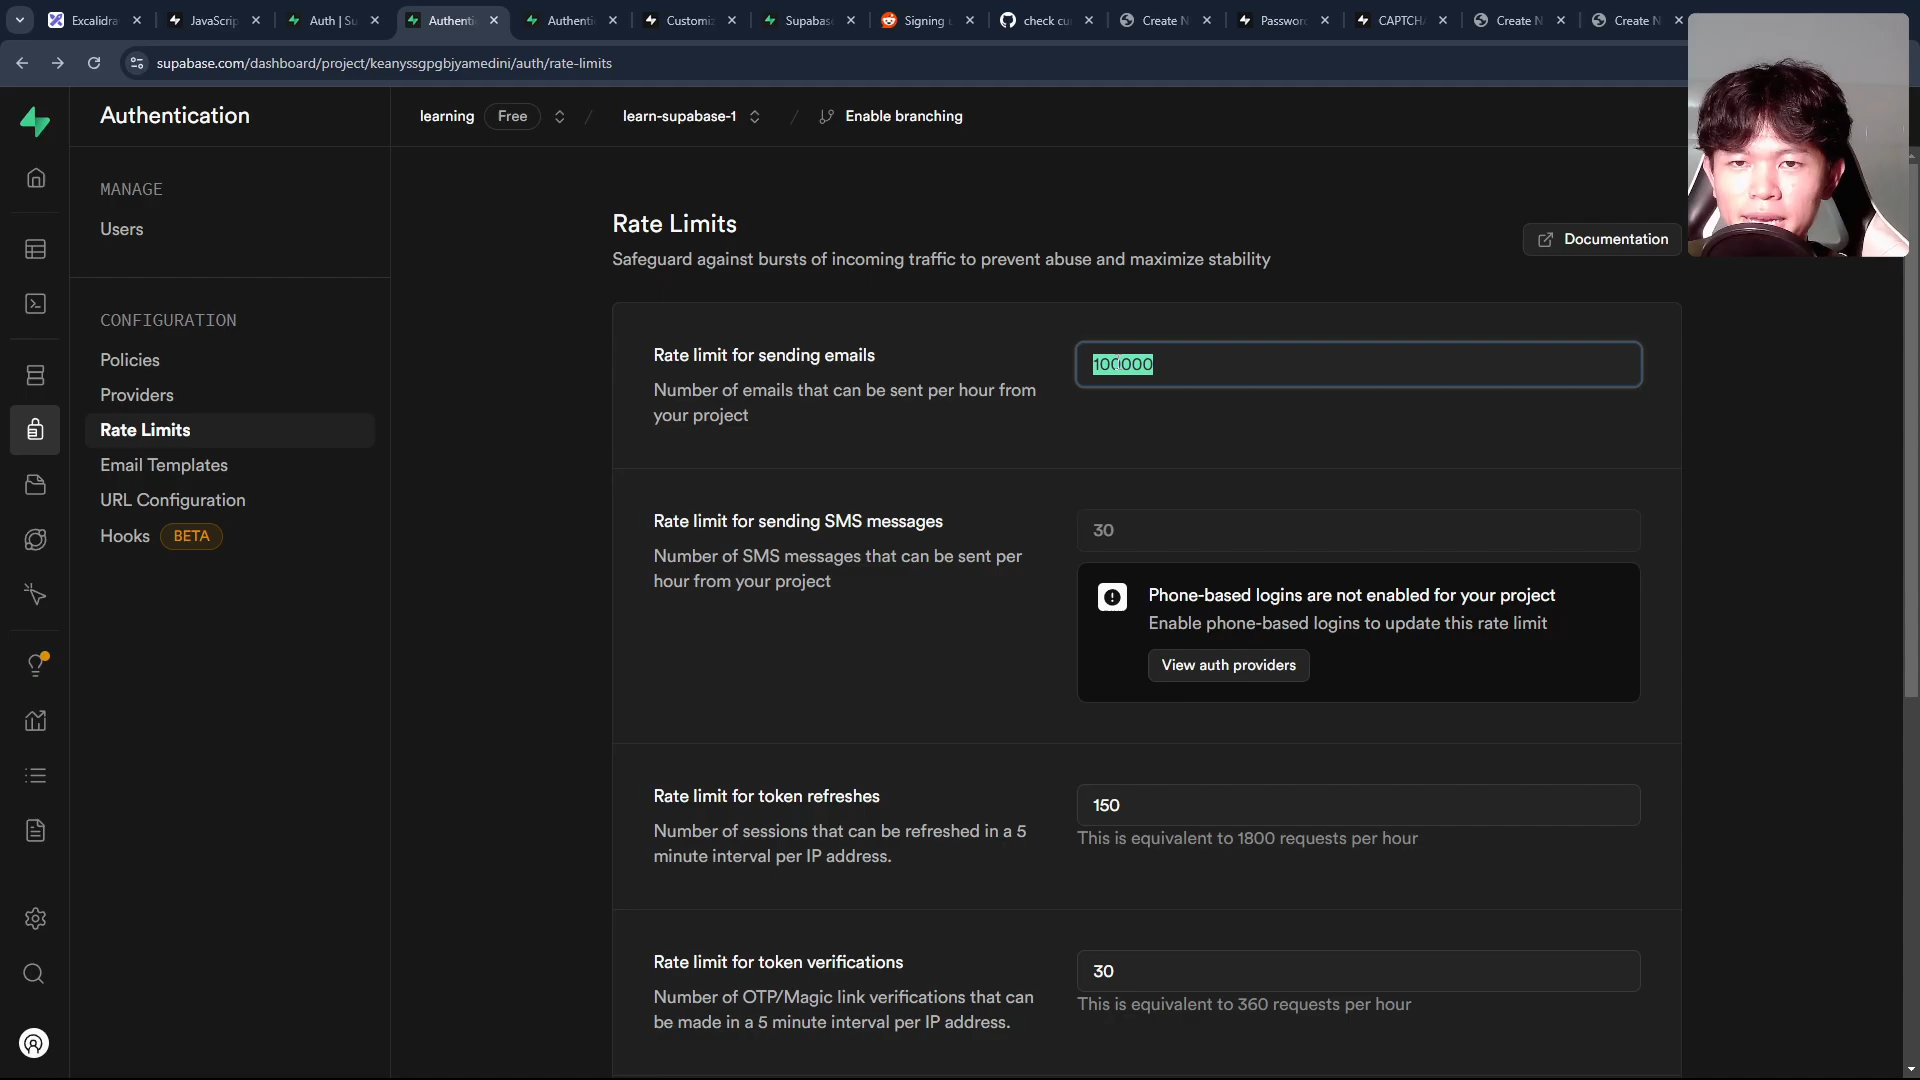 Excalidra
JavaScrip
Auth | Su
Authenti
Authenti
Customiz
Supabase
Signing u
check cu
Create N
Passwor
CAPTCH
Create N
Create N
supabase.com/dashboard/project/keanyssgpgbjyamedini/auth/rate-limits
Authentication
learning
Free
/
learn-supabase-1
/
Enable branching
MANAGE
Users
CONFIGURATION
Policies
Providers
Rate Limits
Email Templates
URL Configuration
Hooks
BETA
Rate Limits
Safeguard against bursts of incoming traffic to prevent abuse and maximize stability
Documentation
Rate limit for sending emails
Number of emails that can be sent per hour from
your project
100000
Rate limit for sending SMS messages
Number of SMS messages that can be sent per
hour from your project
30
Phone-based logins are not enabled for your project
Enable phone-based logins to update this rate limit
View auth providers
Rate limit for token refreshes
Number of sessions that can be refreshed in a 5
minute interval per IP address.
150
This is equivalent to 1800 requests per hour
Rate limit for token verifications
Number of OTP/Magic link verifications that can
be made in a 5 minute interval per IP address.
30
This is equivalent to 360 requests per hour